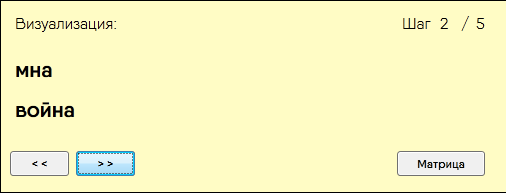 Визуализация: Шаг 2 / 5
мна
война
< < > > Матрица